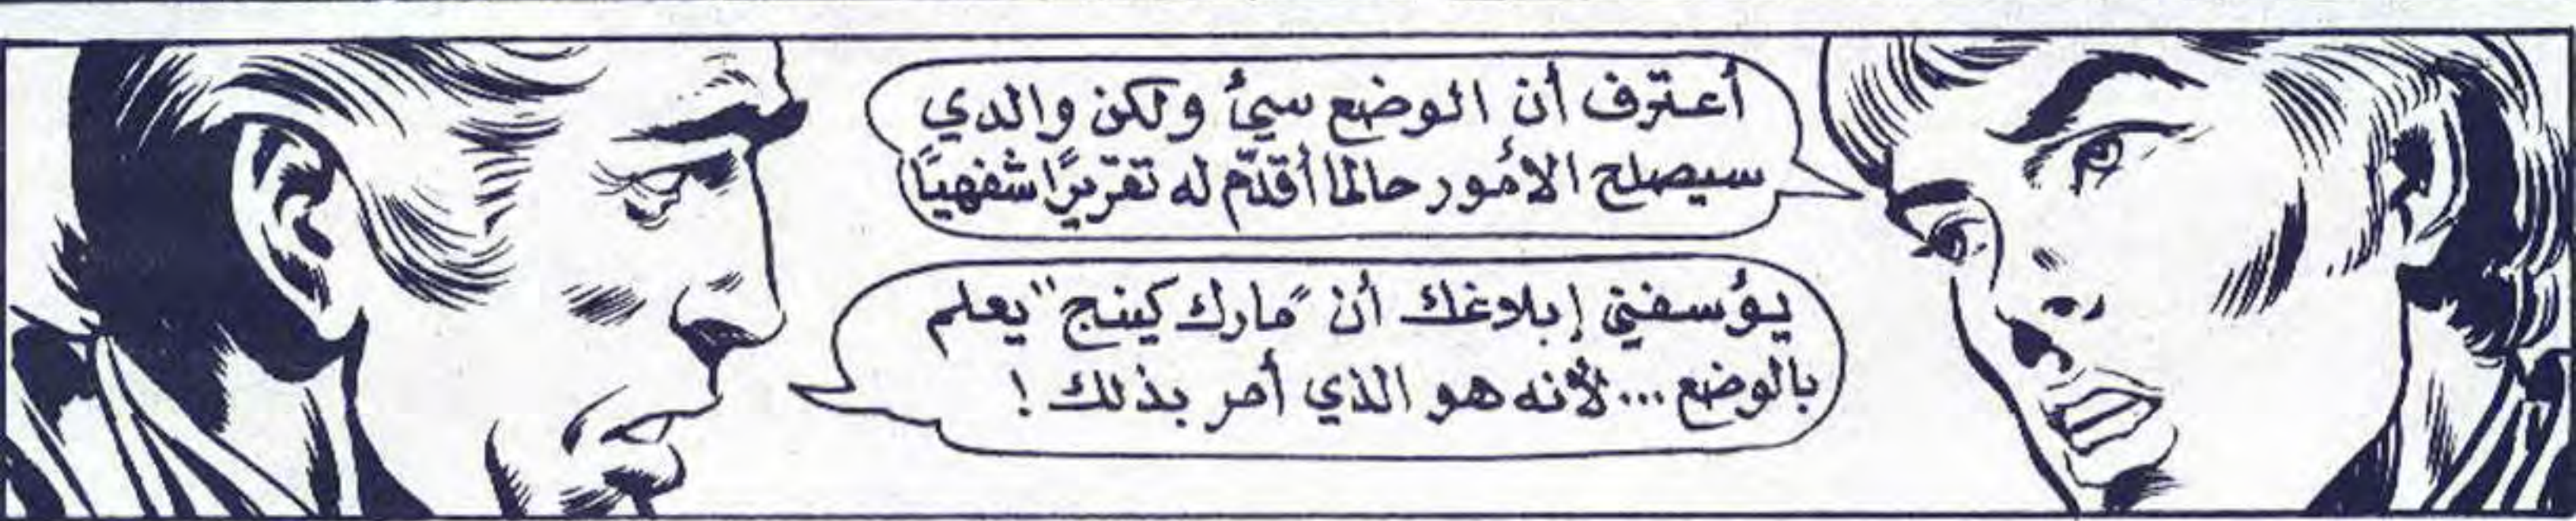 أعترف أن الوضع سيئ ولكن والدي
سيصلح الأمور حالما أقدّم له تقريرًا شفهيًا
يؤسفني إبلاغك أن "مارك كينج" يعلم
بالوضع... لأنه هو الذي أمر بذلك!